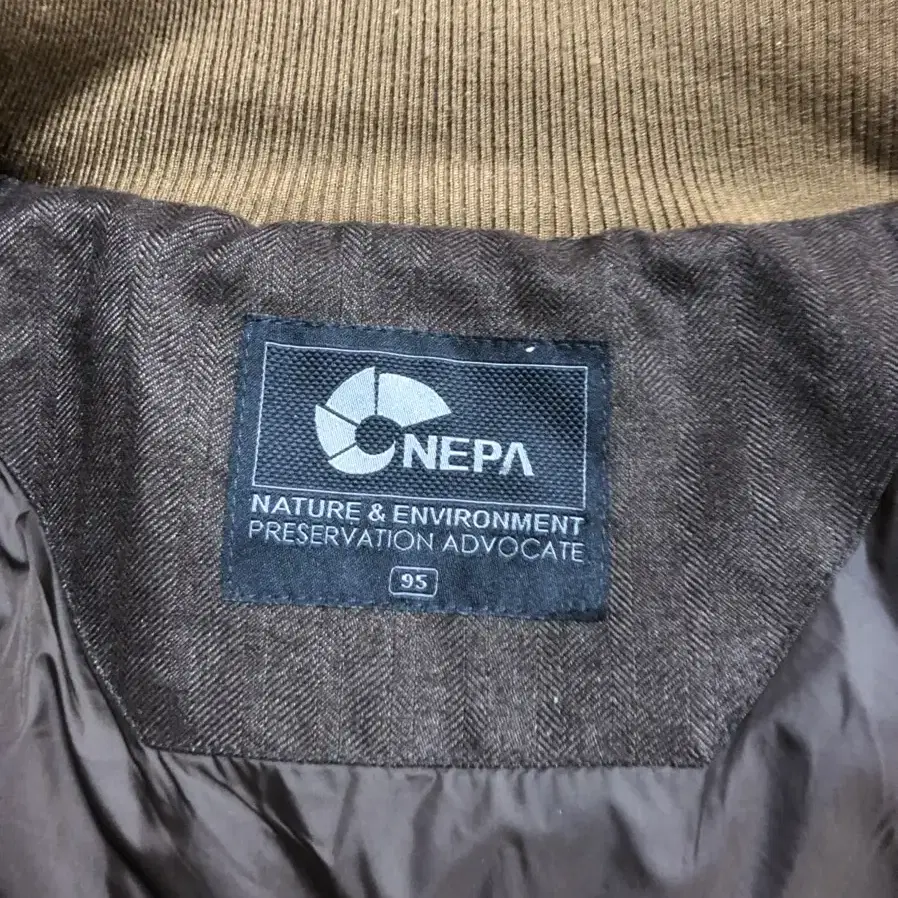 NEPA
NATURE & ENVIRONMENT
PRESERVATION ADVOCATE
95